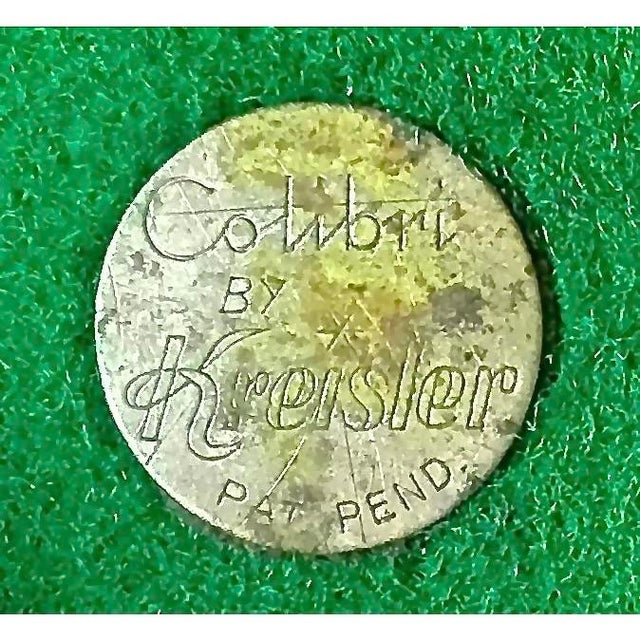 Colibri
BY
Kreisler
PAT. PEND.